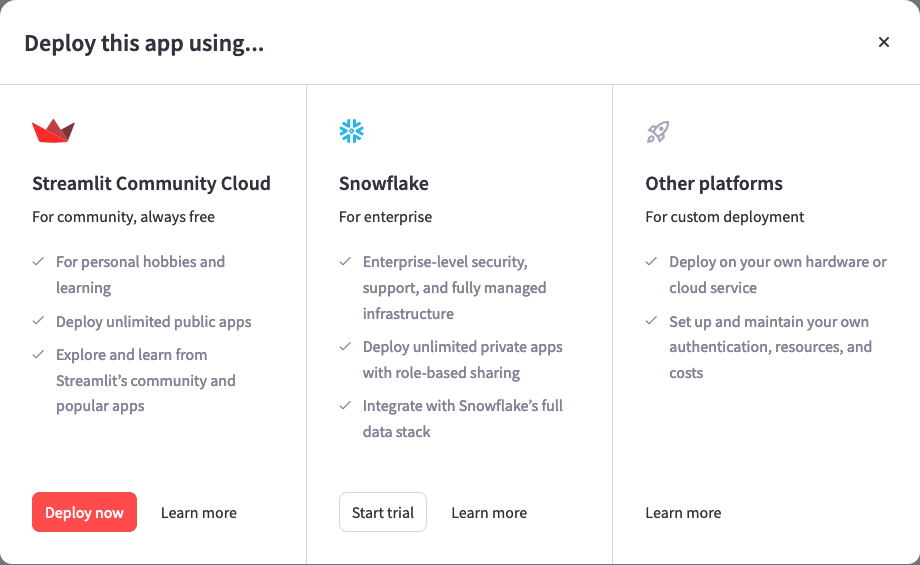 Deploy this app using...
Streamlit Community Cloud
For community, always free
For personal hobbies and
learning
Deploy unlimited public apps
Explore and learn from
Streamlit’s community and
popular apps
Deploy now
Learn more
Snowflake
For enterprise
Enterprise-level security,
support, and fully managed
infrastructure
Deploy unlimited private apps
with role-based sharing
Integrate with Snowflake’s full
data stack
Start trial
Learn more
Other platforms
For custom deployment
Deploy on your own hardware or
cloud service
Set up and maintain your own
authentication, resources, and
costs
Learn more